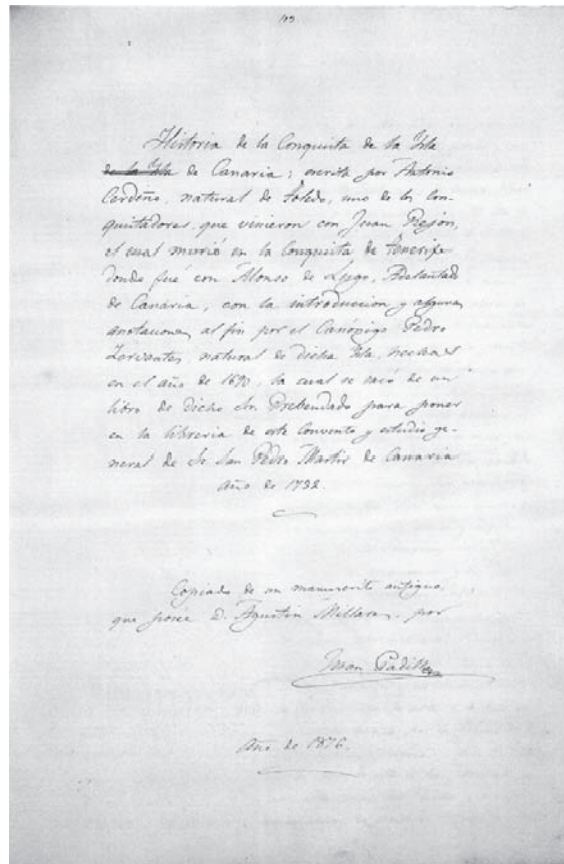 Historia de la Conquista de la Isla
de la Isla de Canaria; escrita por Antonio
Cerdeño, natural de Toledo, uno de los con-
quistadores que vinieron con Juan Rejón,
el cual murió en la Conquista de Tenerife
donde fué con Alonso de Lugo, Adelantado
de Canaria, con la introduccion y algunas
anotaciones al fin por el Canónigo Pedro
Zervantes, natural de dicha Isla, hecha
en el año de 1690, la cual se sacó de un
libro de dicho Sr. Prebendado para poner
en la libreria de este Convento y estudio ge-
neral de Sr. San Pedro Martir de Canaria
año de 1732.
Copiado de un manuscrito antiguo,
que posée D. Agustin Millares, por
Juan Padilla
Año de 1876.